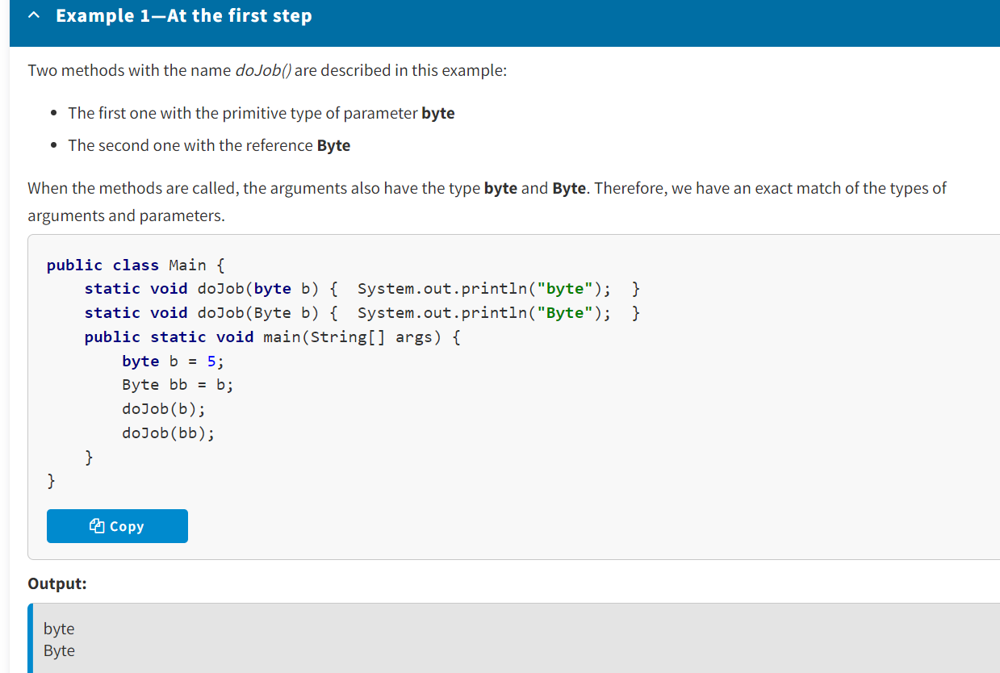 Example 1—At the first step
Two methods with the name doJob() are described in this example:
• The first one with the primitive type of parameter byte
• The second one with the reference Byte
When the methods are called, the arguments also have the type byte and Byte. Therefore, we have an exact match of the types of
arguments and parameters.
public class Main {
    static void doJob(byte b) {  System.out.println("byte");  }
    static void doJob(Byte b) {  System.out.println("Byte");  }
    public static void main(String[] args) {
        byte b = 5;
        Byte bb = b;
        doJob(b);
        doJob(bb);
    }
}
Copy
Output:
byte
Byte